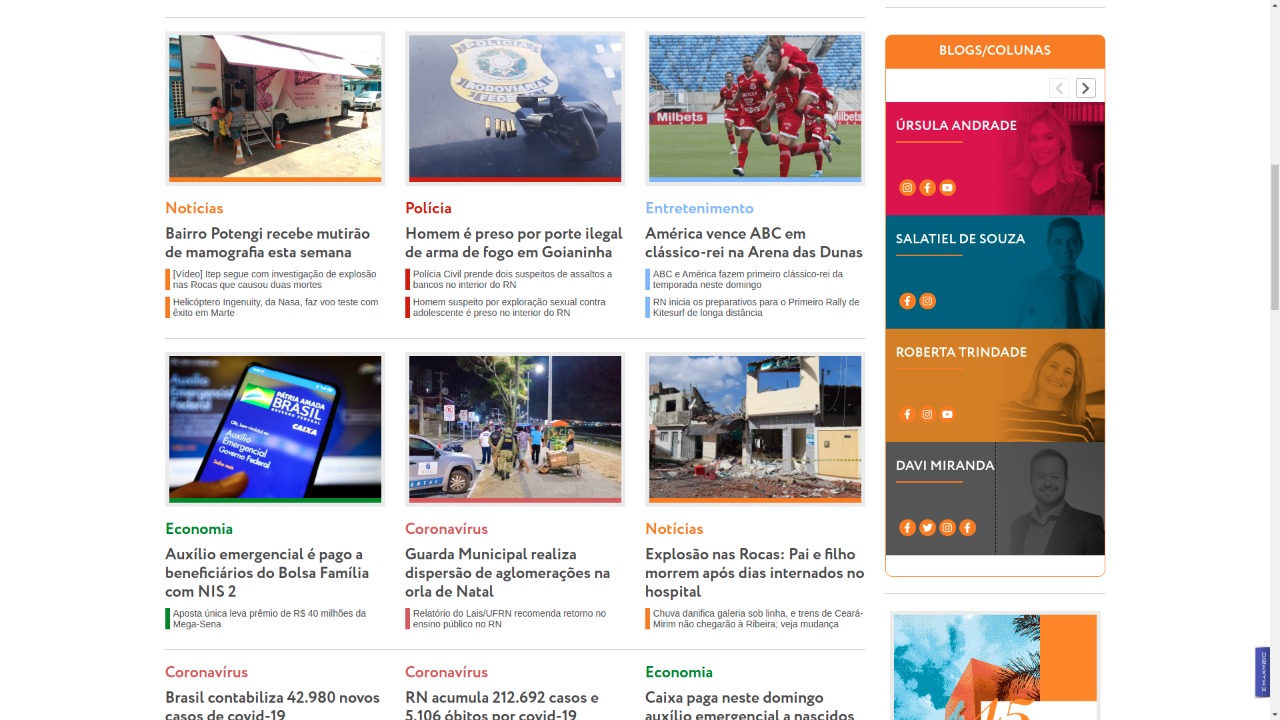 BLOGS/COLUNAS
POLÍCIA
RODOVIÁRIA
Milbets
Milbets
Notícias
Bairro Potengi recebe mutirão
de mamografia esta semana
[Vídeo] Itep segue com investigação de explosão
nas Rocas que causou duas mortes
Helicóptero Ingenuity, da Nasa, faz voo teste com
êxito em Marte
Polícia
Homem é preso por porte ilegal
de arma de fogo em Goianinha
Polícia Civil prende dois suspeitos de assaltos a
bancos no interior do RN
Homem suspeito por exploração sexual contra
adolescente é preso no interior do RN
Entretenimento
América vence ABC em
clássico-rei na Arena das Dunas
ABC e América fazem primeiro clássico-rei da
temporada neste domingo
RN inicia os preparativos para o Primeiro Rally de
Kitesurf de longa distância
ÚRSULA ANDRADE
SALATIEL DE SOUZA
ROBERTA TRINDADE
DAVI MIRANDA
PÁTRIA AMADA
BRASIL
GOVERNO FEDERAL
CAIXA
Auxílio
Emergencial
Governo Federal
Economia
Auxílio emergencial é pago a
beneficiários do Bolsa Família
com NIS 2
Aposta única leva prêmio de R$ 40 milhões da
Mega-Sena
Coronavírus
Guarda Municipal realiza
dispersão de aglomerações na
orla de Natal
Relatório do Lais/UFRN recomenda retorno no
ensino público no RN
Notícias
Explosão nas Rocas: Pai e filho
morrem após dias internados no
hospital
Chuva danifica galeria sob linha, e trens de Ceará-
Mirim não chegarão à Ribeira; veja mudança
Coronavírus
Brasil contabiliza 42.980 novos
casos de covid-19
Coronavírus
RN acumula 212.692 casos e
5.106 óbitos por covid-19
Economia
Caixa paga neste domingo
auxílio emergencial a nascidos
15